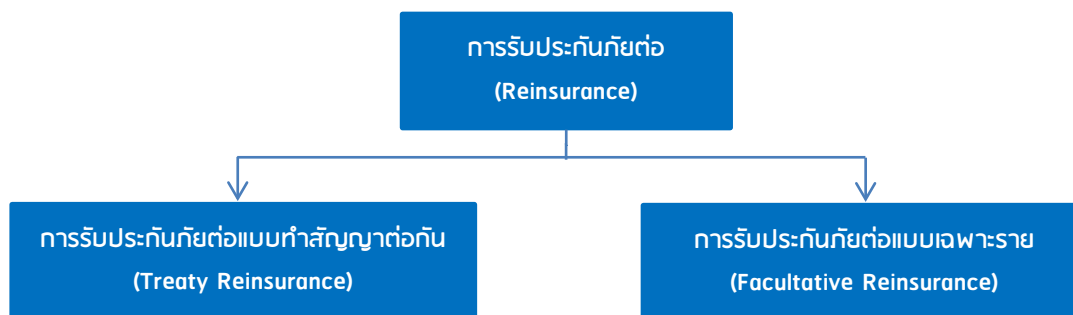 การรับประกันภัยต่อ
(Reinsurance)
การรับประกันภัยต่อแบบทำสัญญาต่อกัน
(Treaty Reinsurance)
การรับประกันภัยต่อแบบเฉพาะราย
(Facultative Reinsurance)